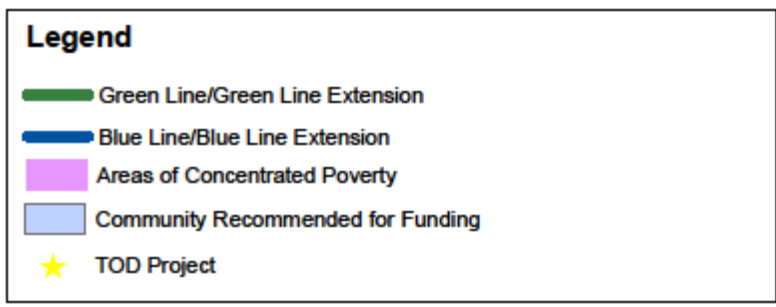 Legend
Green Line/Green Line Extension
Blue Line/Blue Line Extension
Areas of Concentrated Poverty
Community Recommended for Funding
TOD Project